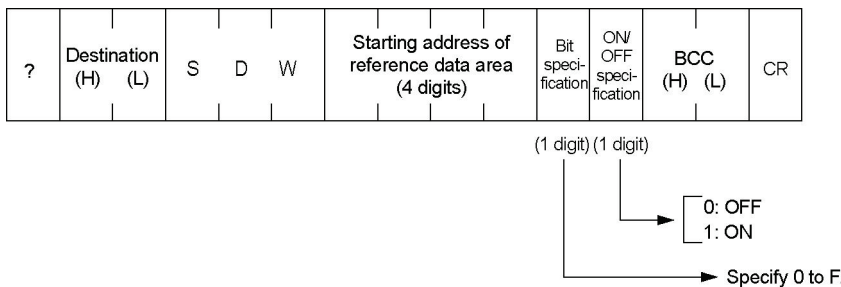 ?
Destination
(H) (L)
S D W
Starting address of
reference data area
(4 digits)
Bit
speci-
fication
ON/
OFF
speci-
fication
BCC
(H) (L)
CR
(1 digit) (1 digit)
0: OFF
1: ON
Specify 0 to F.